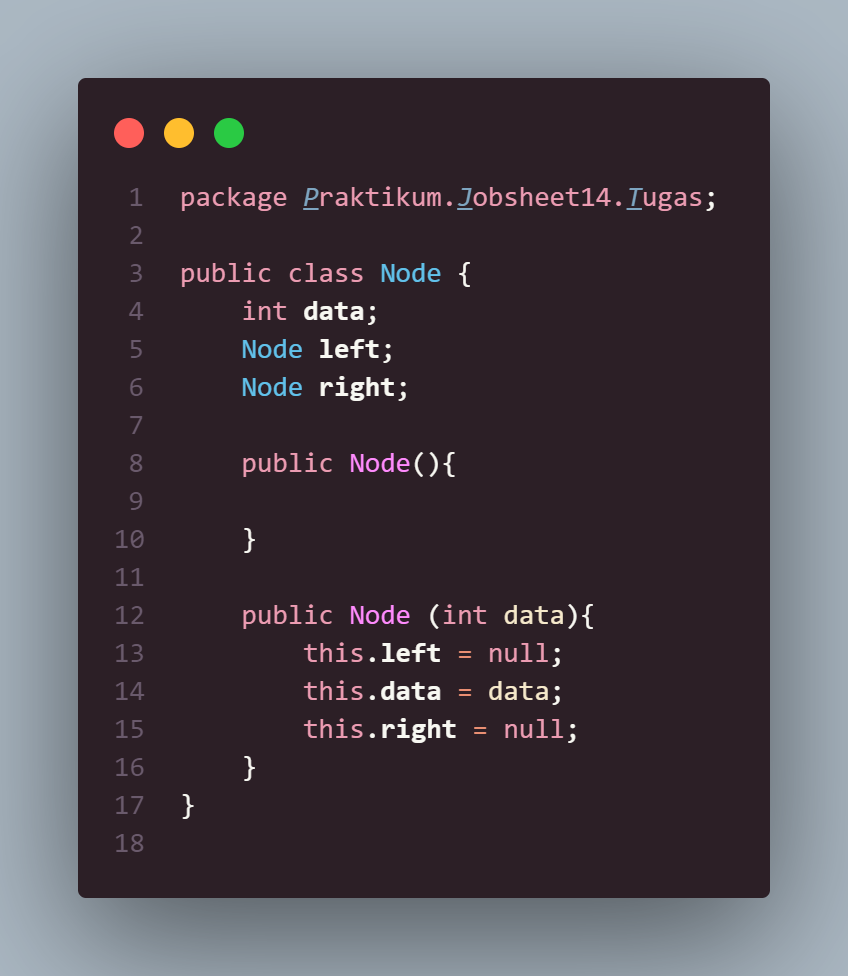 1 package Praktikum.Jobsheet14.Tugas;
2
3 public class Node {
4     int data;
5     Node left;
6     Node right;
7
8     public Node(){
9
10     }
11
12     public Node (int data){
13         this.left = null;
14         this.data = data;
15         this.right = null;
16     }
17 }
18